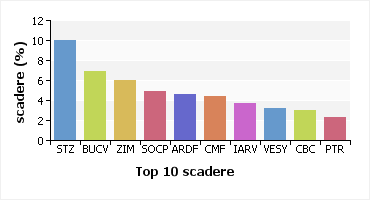 12
10
8
6
4
2
0
scadere (%)
STZ BUCV ZIM SOCP ARDF CMF IARV VESY CBC PTR
Top 10 scadere